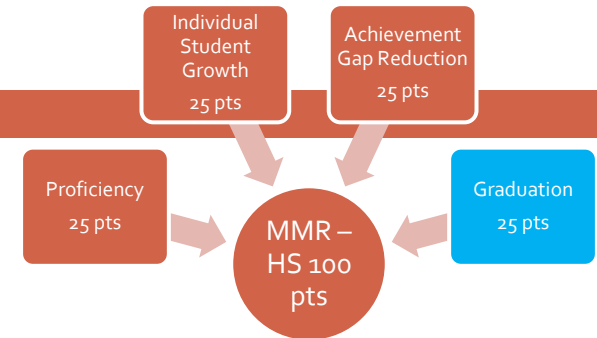 Individual
Student
Growth
25 pts
Achievement
Gap Reduction
25 pts
Proficiency
25 pts
Graduation
25 pts
MMR –
HS 100
pts